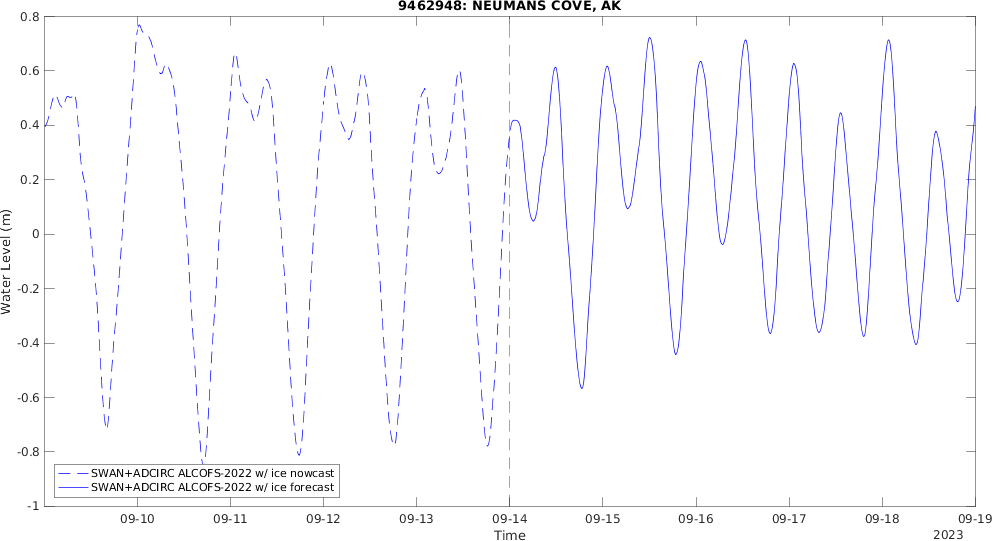 9462948: NEUMANS COVE, AK
0.8
0.6
0.4
0.2
0
-0.2
-0.4
-0.6
-0.8
-1
Water Level (m)
SWAN+ADCIRC ALCOFS-2022 w/ ice nowcast
SWAN+ADCIRC ALCOFS-2022 w/ ice forecast
09-10 09-11 09-12 09-13 09-14 09-15 09-16 09-17 09-18 09-19
Time
2023